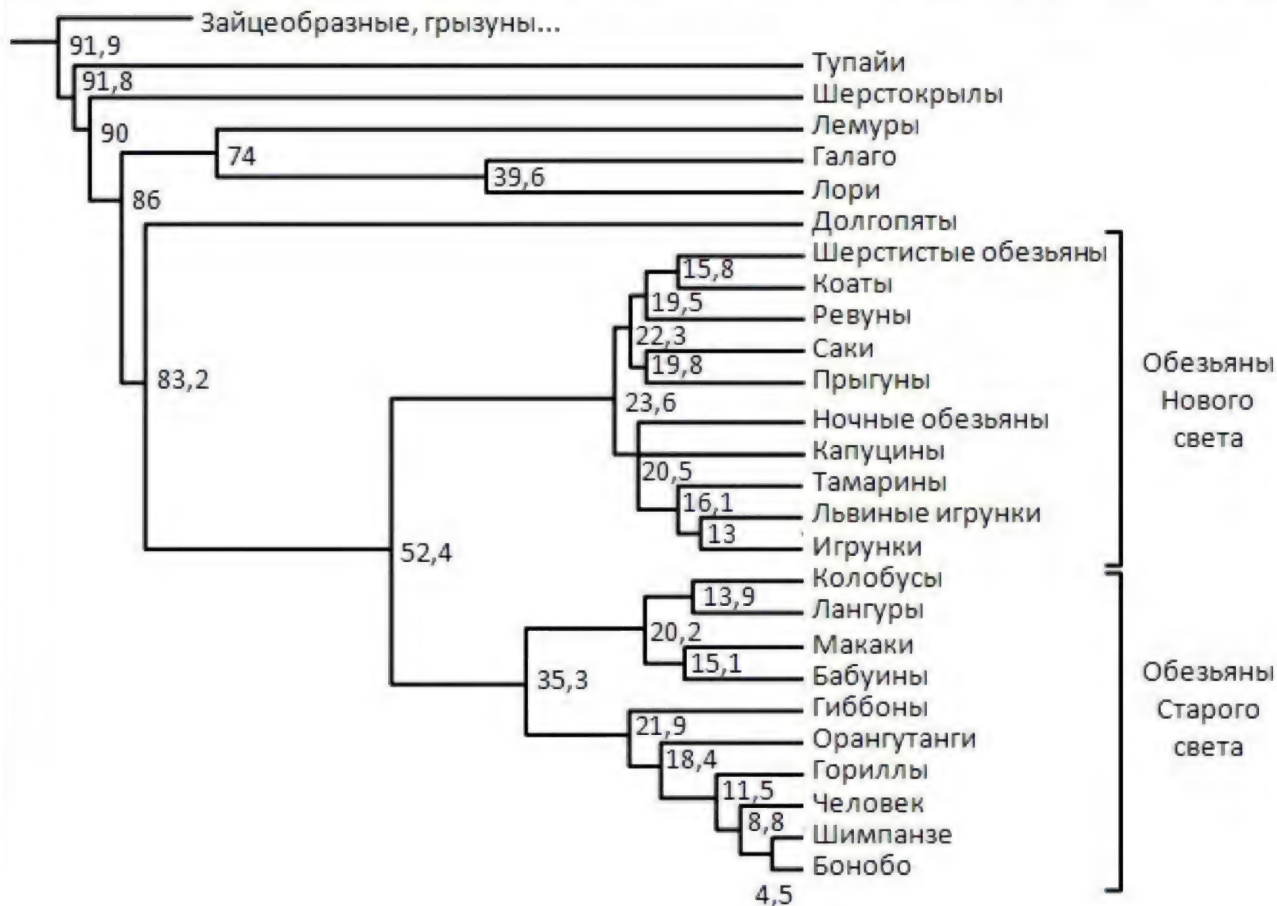 Зайцеобразные, грызуны...
91,9
Тупайи
91,8
Шерстокрылы
90
Лемуры
74
Галаго
39,6
Лори
86
Долгопяты
Шерстистые обезьяны
15,8
Коаты
19,5
Ревуны
22,3
Саки
19,8
Прыгуны
83,2
23,6
Ночные обезьяны
Капуцины
20,5
Тамарины
16,1
Львиные игрунки
13
Игрунки
Обезьяны
Нового
света
52,4
Колобусы
13,9
Лангуры
20,2
Макаки
15,1
Бабуины
35,3
Гиббоны
21,9
Орангутанги
18,4
Гориллы
11,5
Человек
8,8
Шимпанзе
Бонобо
4,5
Обезьяны
Старого
света